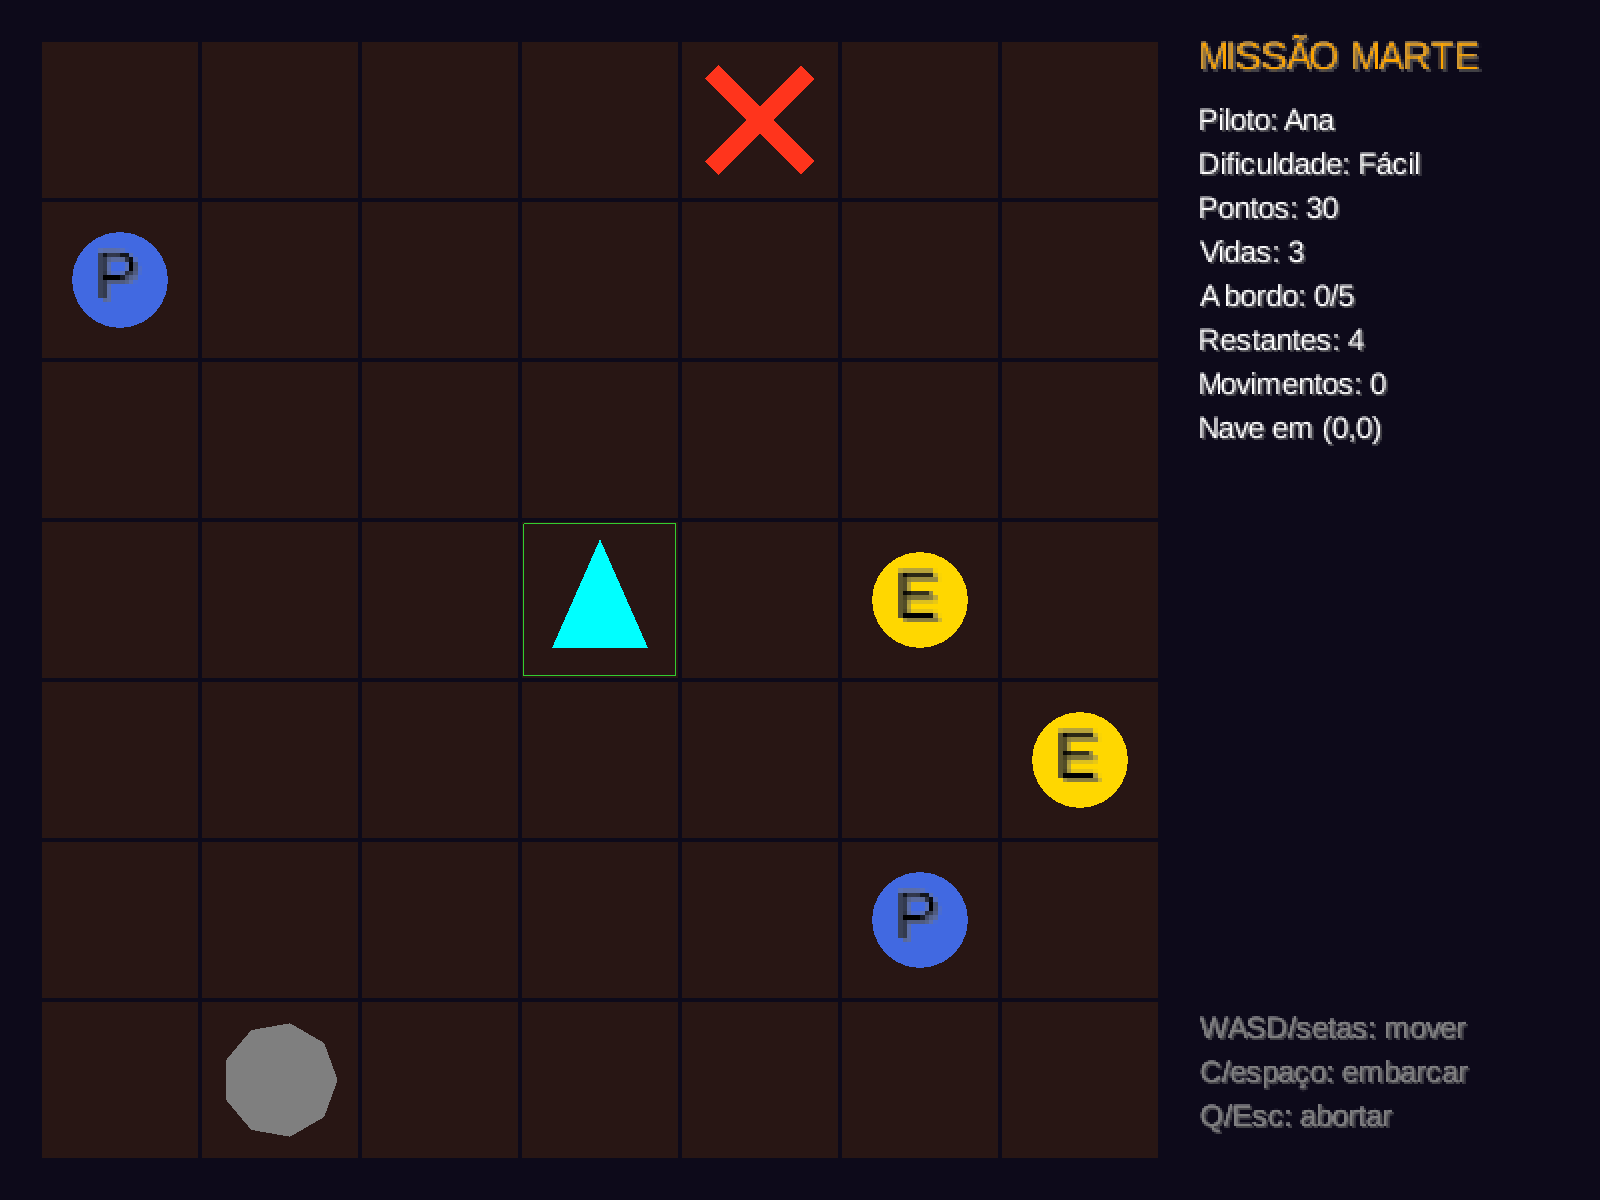 MISSÃO MARTE
Piloto: Ana
Dificuldade: Fácil
Pontos: 30
P
Vidas: 3
A bordo: 0/5
Restantes: 4
Movimentos: 0
Nave em (0,0)
E
E
P
WASD/setas: mover
C/espaço: embarcar
Q/Esc: abortar